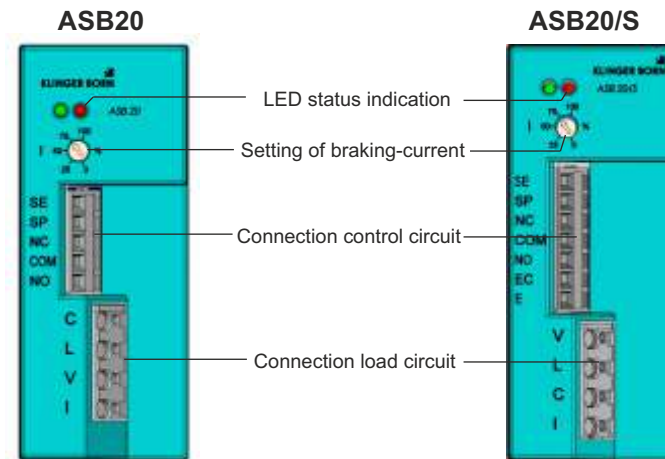 ASB20
ASB20/S
KLINGER BORN
ASB 20
KLINGER BORN
LED status indication
Setting of braking-current
I
I
SE
SP
NC
COM
NO
Connection control circuit
SE
SP
NC
COM
NO
EC
E
C
L
V
I
Connection load circuit
V
L
C
I